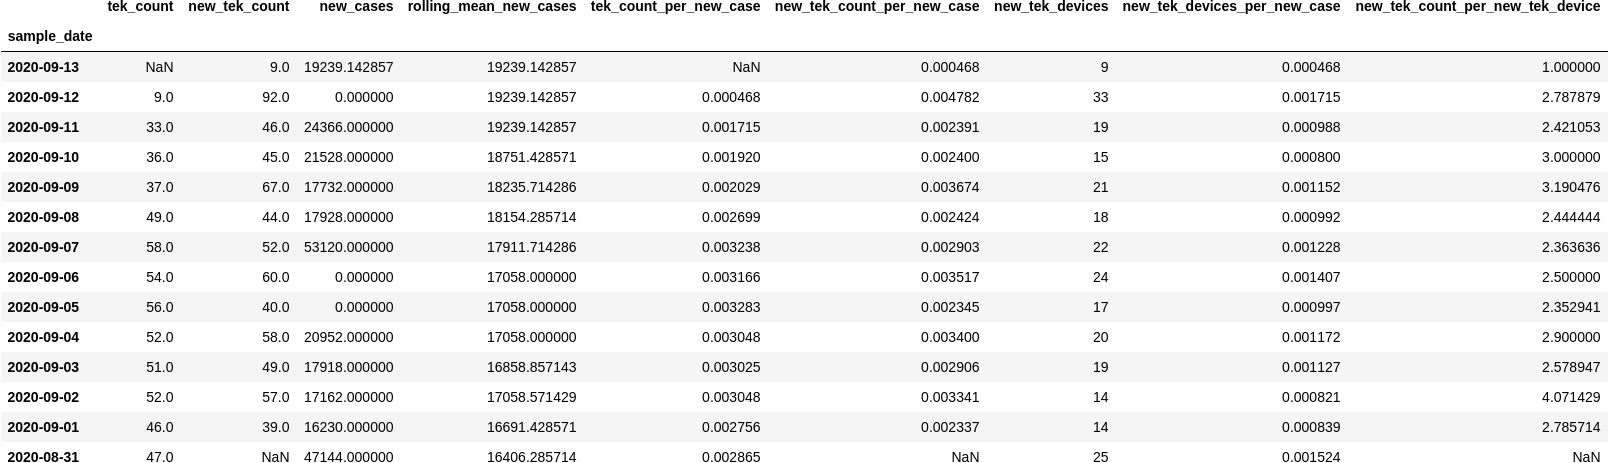 tek_count new_tek_count new_cases rolling_mean_new_cases tek_count_per_new_case new_tek_count_per_new_case new_tek_devices new_tek_devices_per_new_case new_tek_count_per_new_tek_device
sample_date
2020-09-13 NaN 9.0 19239.142857 19239.142857 NaN 0.000468 9 0.000468 1.000000
2020-09-12 9.0 92.0 0.000000 19239.142857 0.000468 0.004782 33 0.001715 2.787879
2020-09-11 33.0 46.0 24366.000000 19239.142857 0.001715 0.002391 19 0.000988 2.421053
2020-09-10 36.0 45.0 21528.000000 18751.428571 0.001920 0.002400 15 0.000800 3.000000
2020-09-09 37.0 67.0 17732.000000 18235.714286 0.002029 0.003674 21 0.001152 3.190476
2020-09-08 49.0 44.0 17928.000000 18154.285714 0.002699 0.002424 18 0.000992 2.444444
2020-09-07 58.0 52.0 53120.000000 17911.714286 0.003238 0.002903 22 0.001228 2.363636
2020-09-06 54.0 60.0 0.000000 17058.000000 0.003166 0.003517 24 0.001407 2.500000
2020-09-05 56.0 40.0 0.000000 17058.000000 0.003283 0.002345 17 0.000997 2.352941
2020-09-04 52.0 58.0 20952.000000 17058.000000 0.003048 0.003400 20 0.001172 2.900000
2020-09-03 51.0 49.0 17918.000000 16858.857143 0.003025 0.002906 19 0.001127 2.578947
2020-09-02 52.0 57.0 17162.000000 17058.571429 0.003048 0.003341 14 0.000821 4.071429
2020-09-01 46.0 39.0 16230.000000 16691.428571 0.002756 0.002337 14 0.000839 2.785714
2020-08-31 47.0 NaN 47144.000000 16406.285714 0.002865 NaN 25 0.001524 NaN